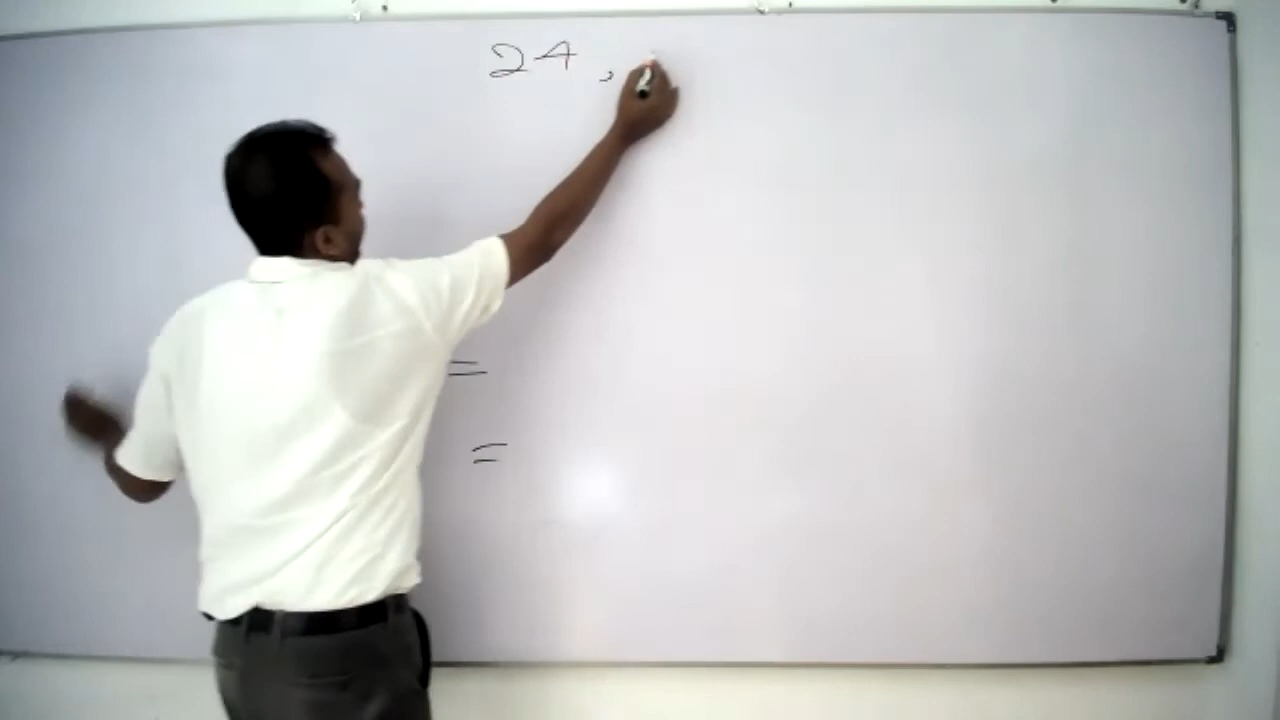 24 ,
=
=